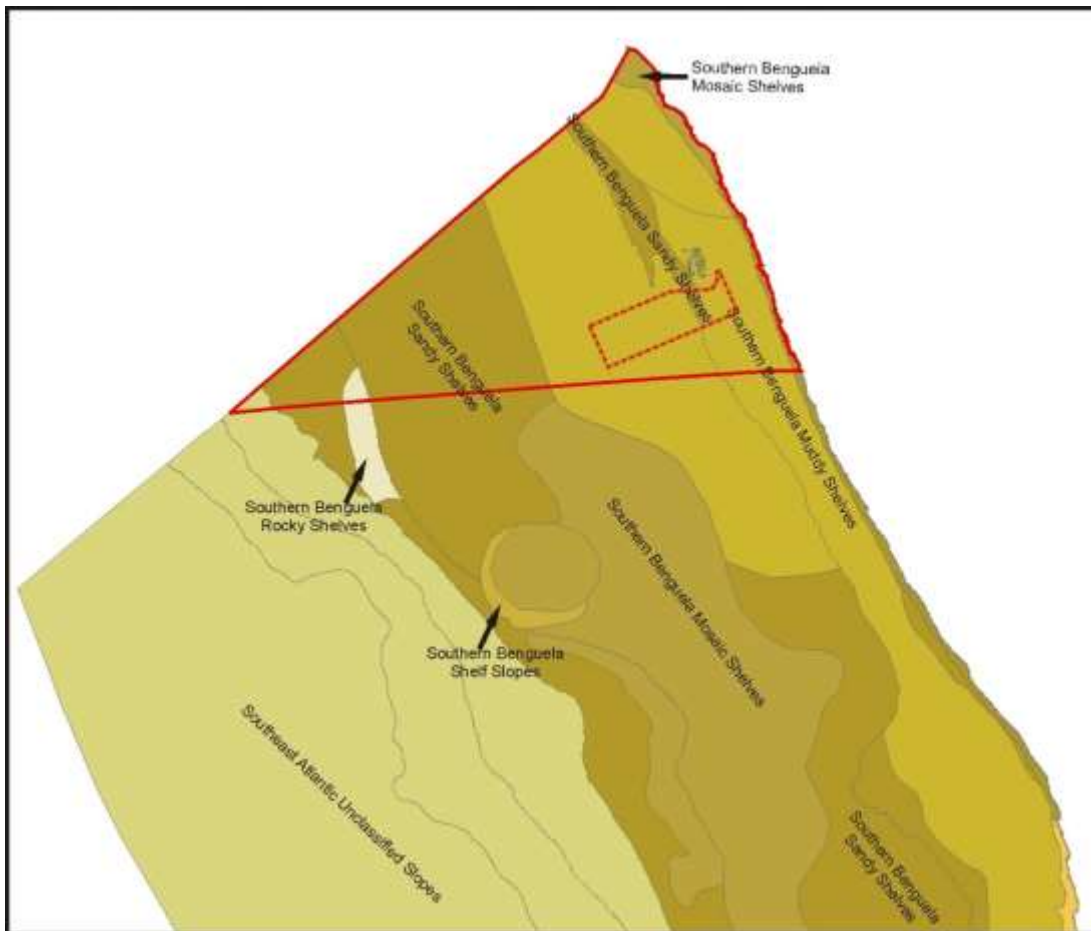 Southern Benguela
Mosaic Shelves
Southern Benguela Sandy Shelves
Southern Benguela
Sandy Shelves
Southern Benguela Muddy Shelves
Southern Benguela
Rocky Shelves
Southern Benguela Mosaic Shelves
Southern Benguela
Shelf Slopes
Southeast Atlantic Unclassified Slopes
Southern Benguela
Sandy Shelves